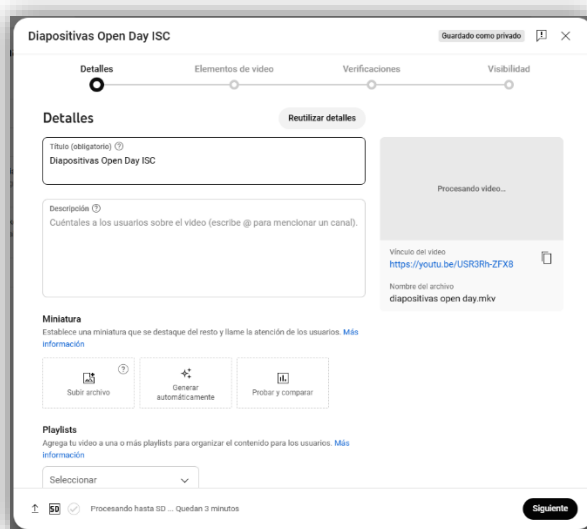 Diapositivas Open Day ISC
Guardado como privado
Detalles
Elementos de video
Verificaciones
Visibilidad
Detalles
Reutilizar detalles
Título (obligatorio)
Diapositivas Open Day ISC
Descripción
Cuéntales a los usuarios sobre el video (escribe @ para mencionar un canal).
Procesando video...
Vínculo del video
https://youtu.be/USR3Rh-ZFX8
Nombre del archivo
diapositivas open day.mkv
Miniatura
Establece una miniatura que se destaque del resto y llame la atención de los usuarios. Más
información
Subir archivo
Generar
automáticamente
Probar y comparar
Playlists
Agrega tu video a una o más playlists para organizar el contenido para los usuarios. Más
información
Seleccionar
SD
Procesando hasta SD ... Quedan 3 minutos
Siguiente